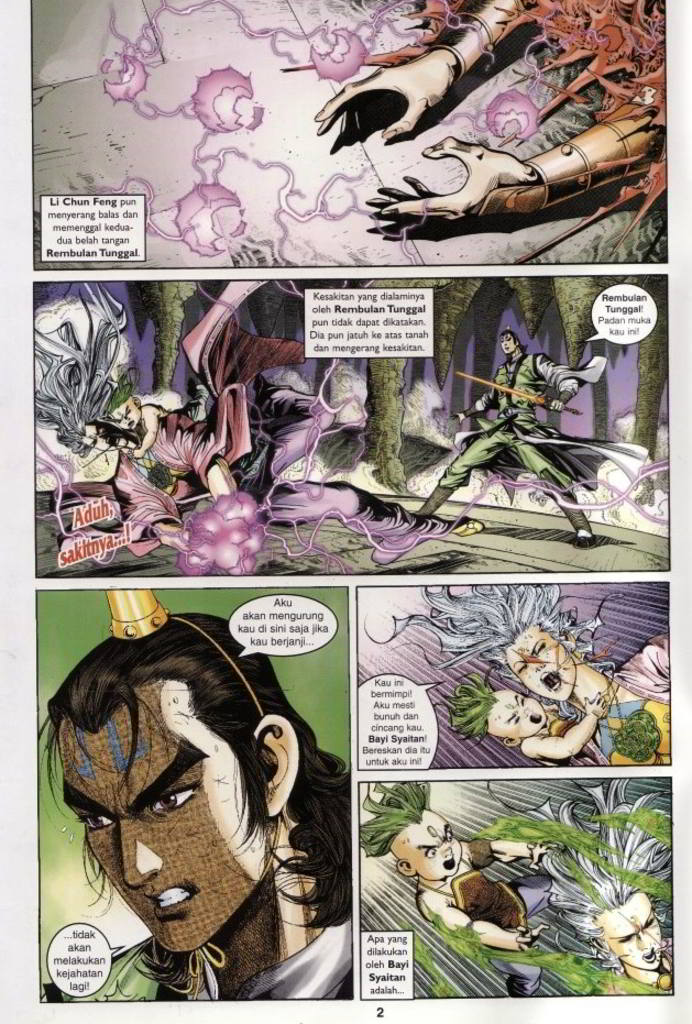 Li Chun Feng pun
menyerang balas dan
memenggal kedua-
dua belah tangan
Rembulan Tunggal.
Kesakitan yang dialaminya
oleh Rembulan Tunggal
pun tidak dapat dikatakan.
Dia pun jatuh ke atas tanah
dan mengerang kesakitan.
Rembulan
Tunggal!
Padan muka
kau ini!
Aduh,
sakitnya...!
Aku
akan mengurung
kau di sini saja jika
kau berjanji...
...tidak
akan
melakukan
kejahatan
lagi!
Kau ini
bermimpi!
Aku mesti
bunuh dan
cincang kau.
Bayi Syaitan!
Bereskan dia itu
untuk aku ini!
Apa yang
dilakukan
oleh Bayi
Syaitan
adalah...
2